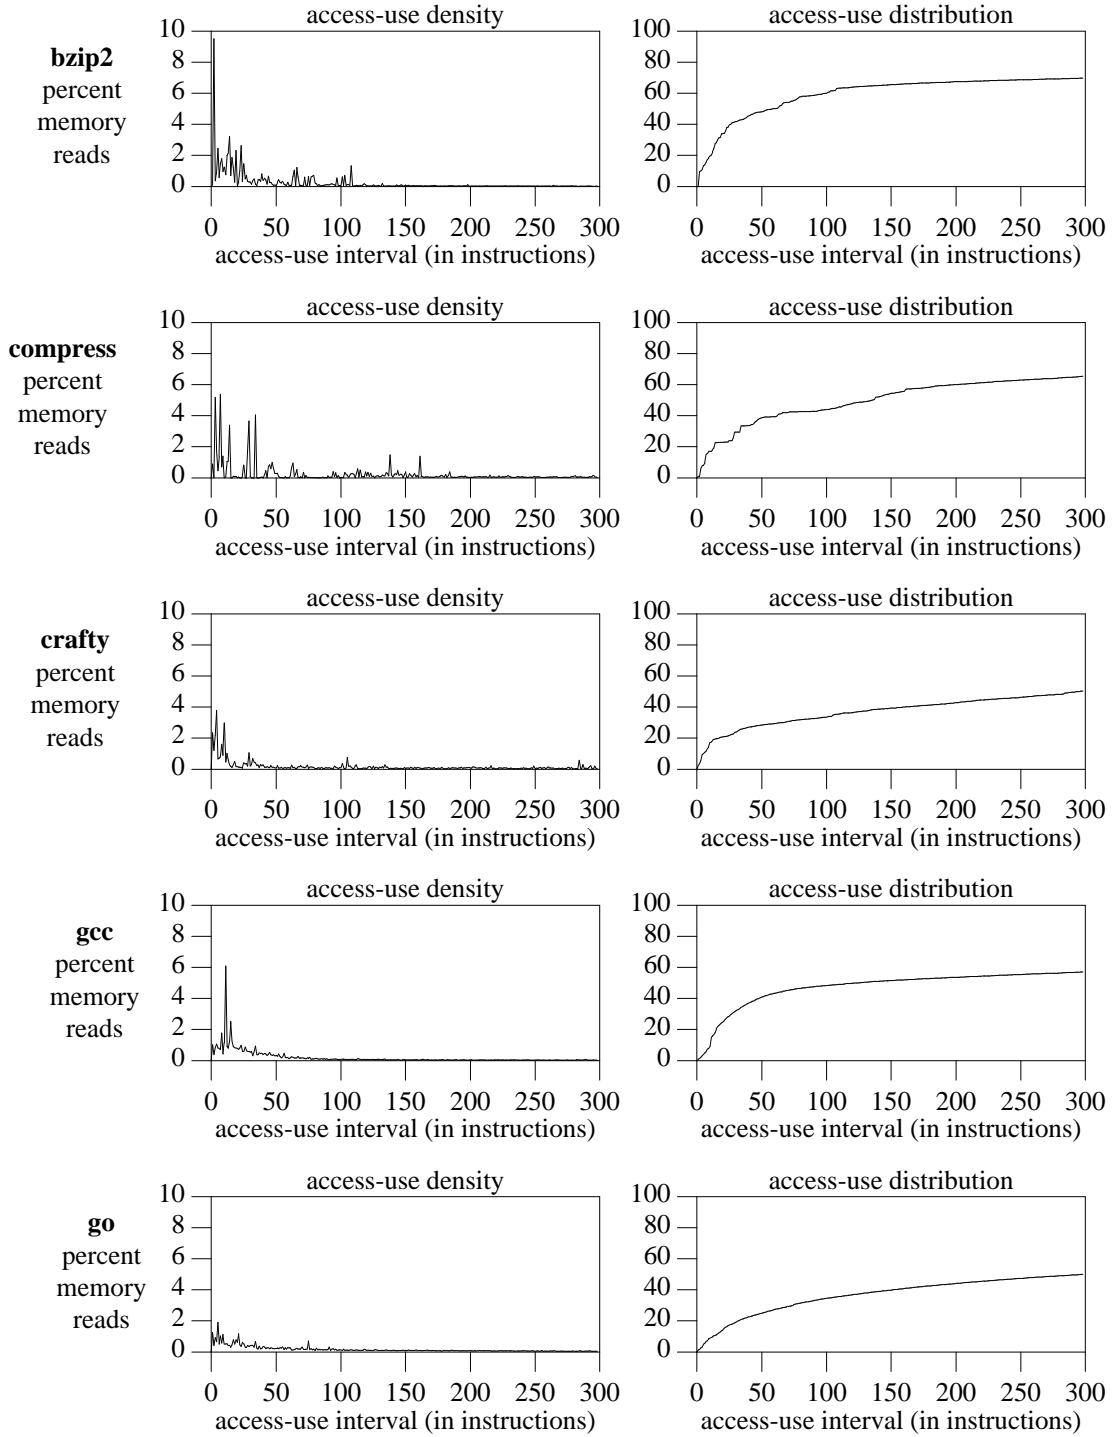 access-use density access-use distribution
bzip2
percent
memory
reads
10 100
8 80
6 60
4 40
2 20
0 0
0 50 100 150 200 250 300 0 50 100 150 200 250 300
access-use interval (in instructions) access-use interval (in instructions)
access-use density access-use distribution
compress
percent
memory
reads
10 100
8 80
6 60
4 40
2 20
0 0
0 50 100 150 200 250 300 0 50 100 150 200 250 300
access-use interval (in instructions) access-use interval (in instructions)
access-use density access-use distribution
crafty
percent
memory
reads
10 100
8 80
6 60
4 40
2 20
0 0
0 50 100 150 200 250 300 0 50 100 150 200 250 300
access-use interval (in instructions) access-use interval (in instructions)
access-use density access-use distribution
gcc
percent
memory
reads
10 100
8 80
6 60
4 40
2 20
0 0
0 50 100 150 200 250 300 0 50 100 150 200 250 300
access-use interval (in instructions) access-use interval (in instructions)
access-use density access-use distribution
go
percent
memory
reads
10 100
8 80
6 60
4 40
2 20
0 0
0 50 100 150 200 250 300 0 50 100 150 200 250 300
access-use interval (in instructions) access-use interval (in instructions)